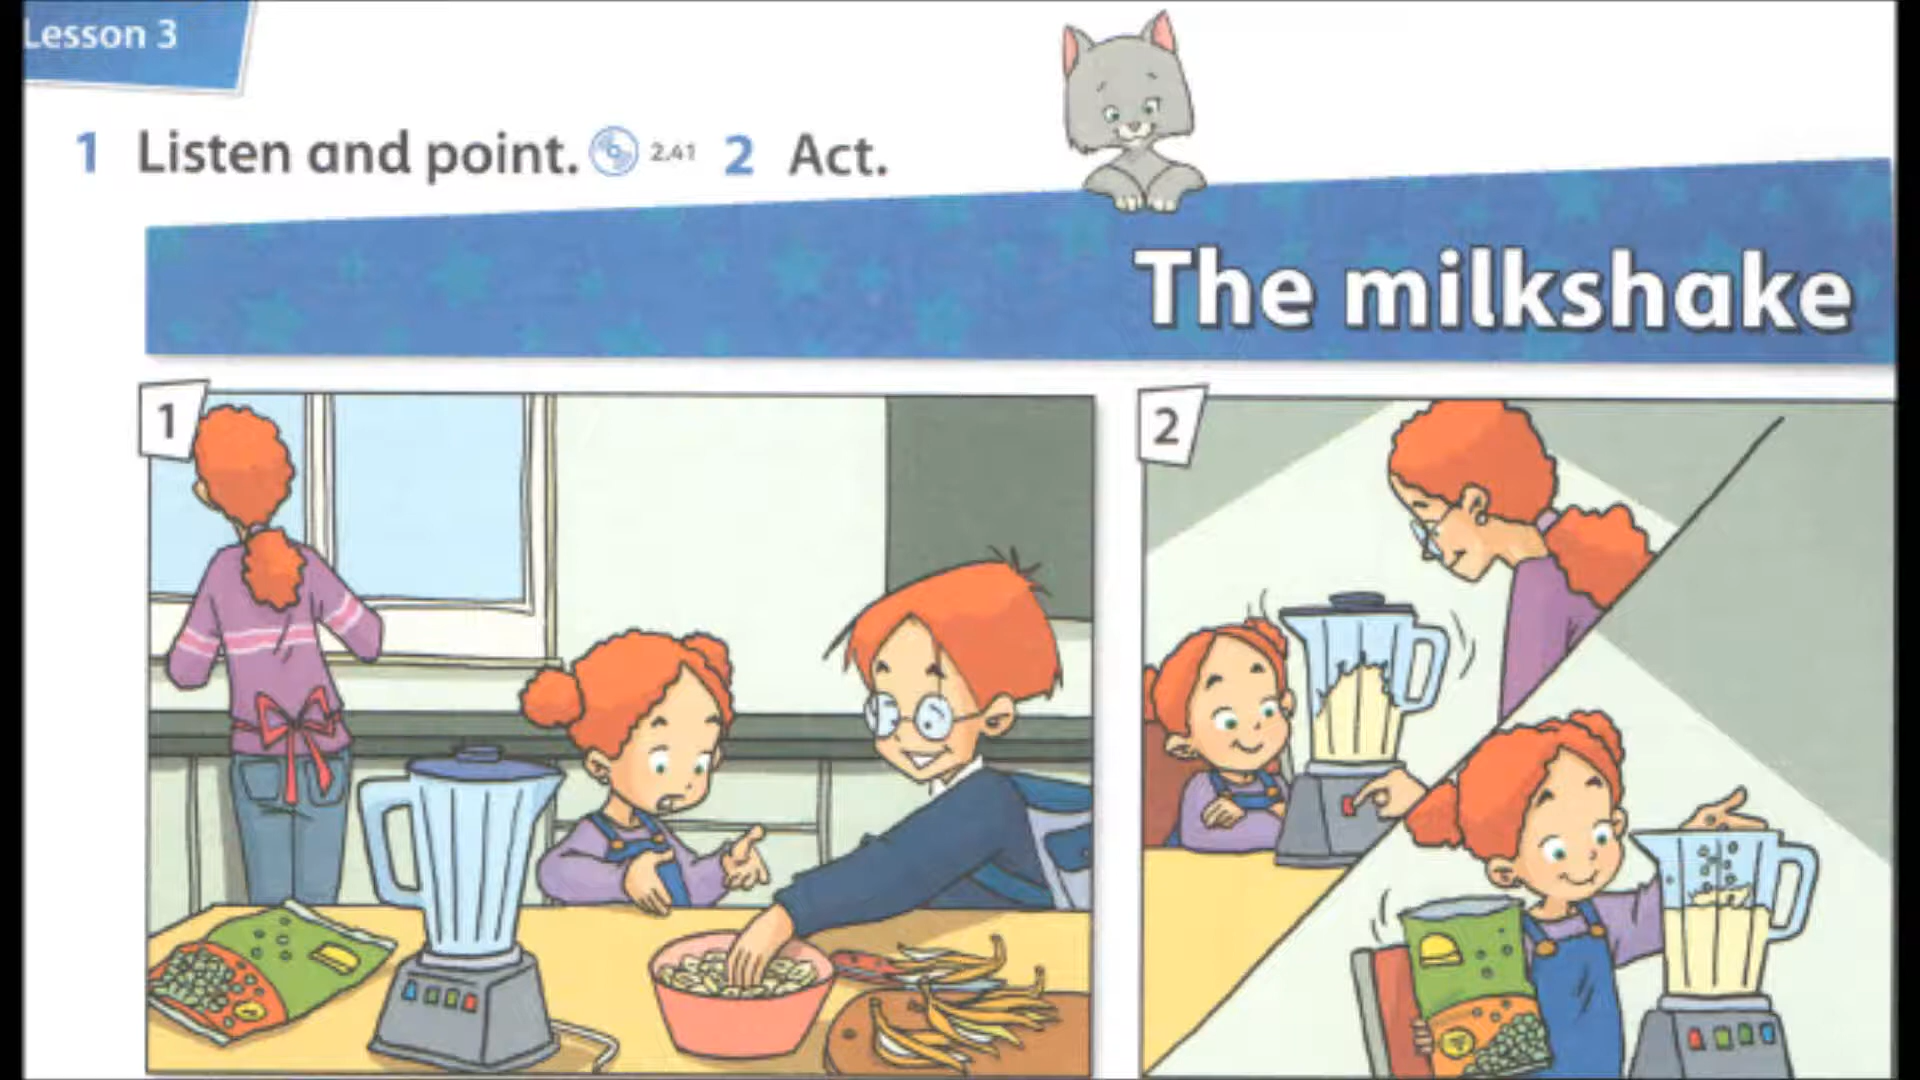 Lesson 3
1 Listen and point. 2.41 2 Act.
The milkshake
1
2